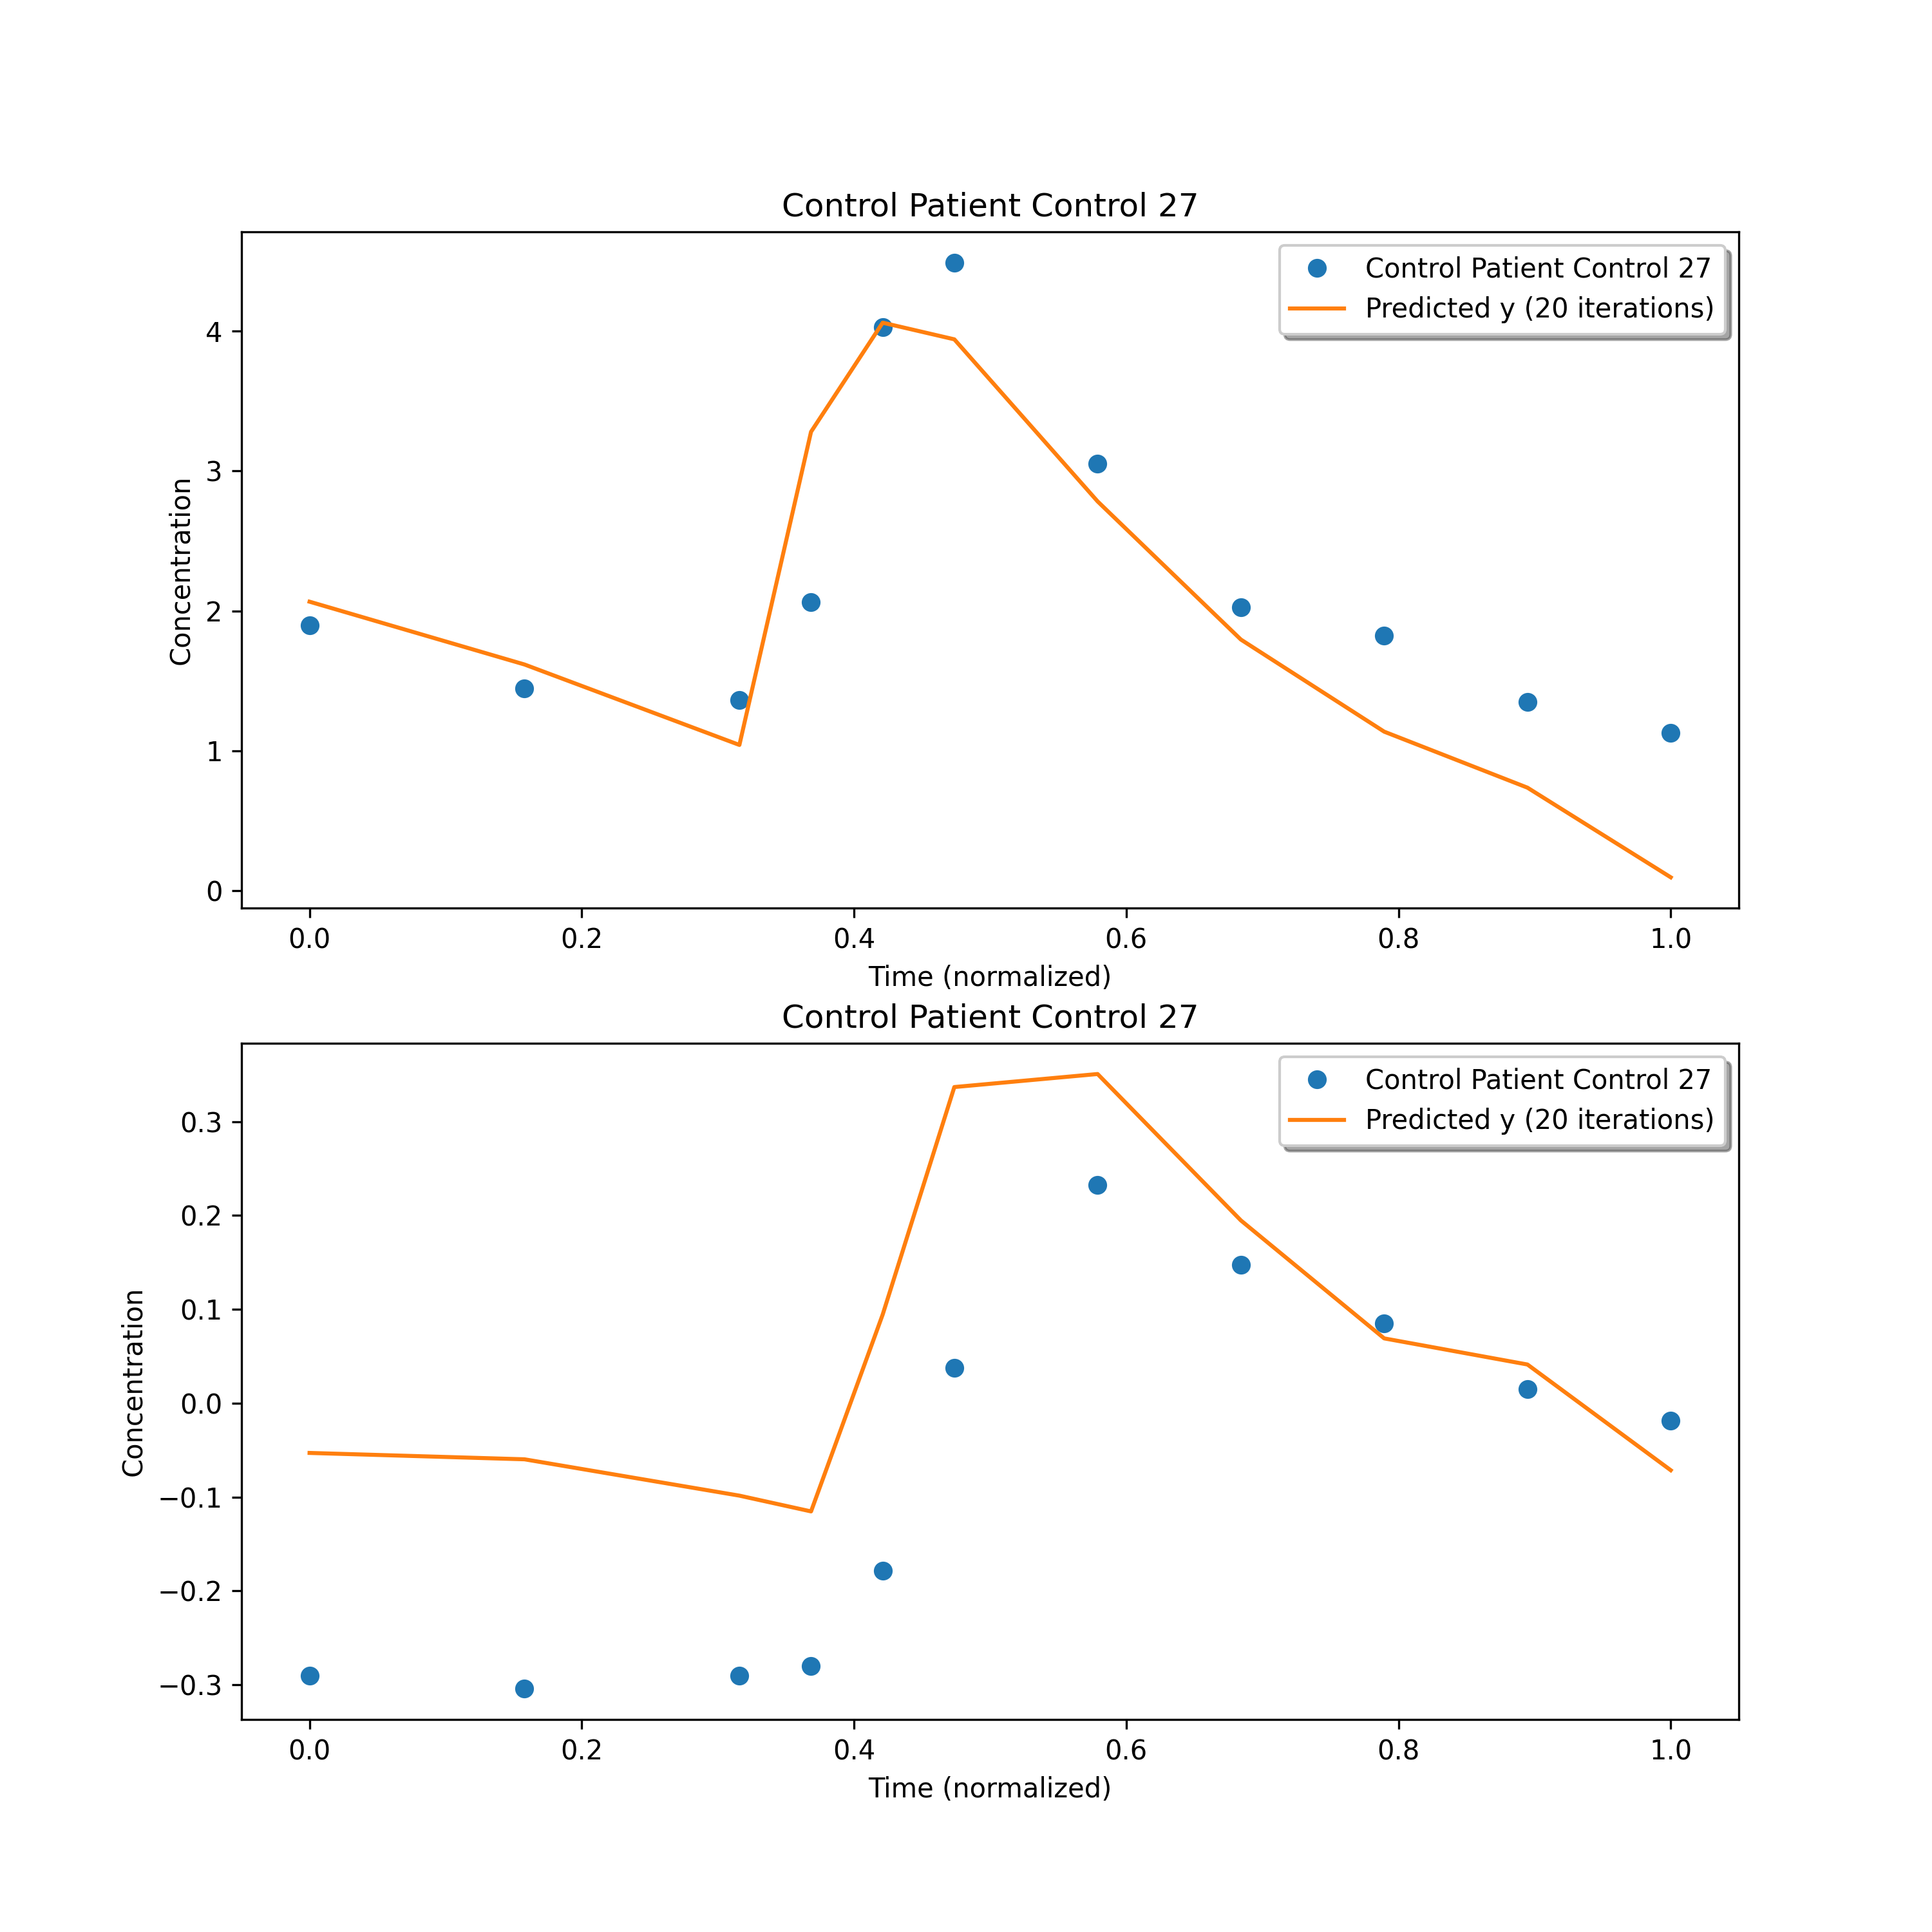 Control Patient Control 27
Control Patient Control 27
Predicted y (20 iterations)
Concentration
4
3
2
1
0
0.0 0.2 0.4 0.6 0.8 1.0
Time (normalized)
Control Patient Control 27
Control Patient Control 27
Predicted y (20 iterations)
Concentration
0.3
0.2
0.1
0.0
−0.1
−0.2
−0.3
0.0 0.2 0.4 0.6 0.8 1.0
Time (normalized)